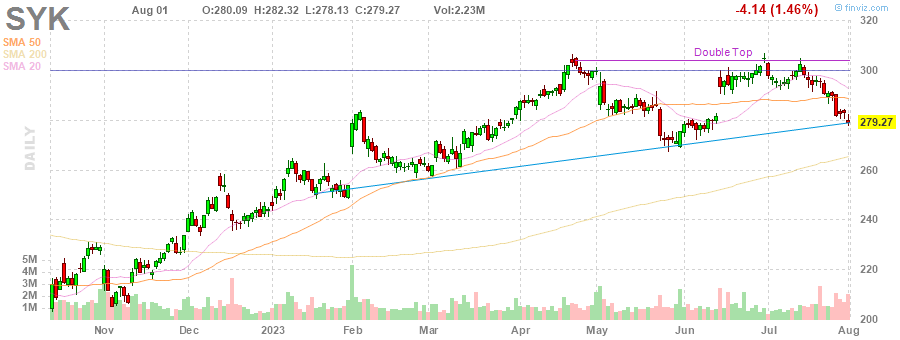 SYK
Aug 01 O:280.09 H:282.32 L:278.13 C:279.27 Vol:2.23M -4.14 (1.46%)
© finviz.com
SMA 50
SMA 200
SMA 20
DAILY
Double Top
320
300
279.27
260
240
220
200
5M
4M
3M
2M
1M
Nov Dec 2023 Feb Mar Apr May Jun Jul Aug